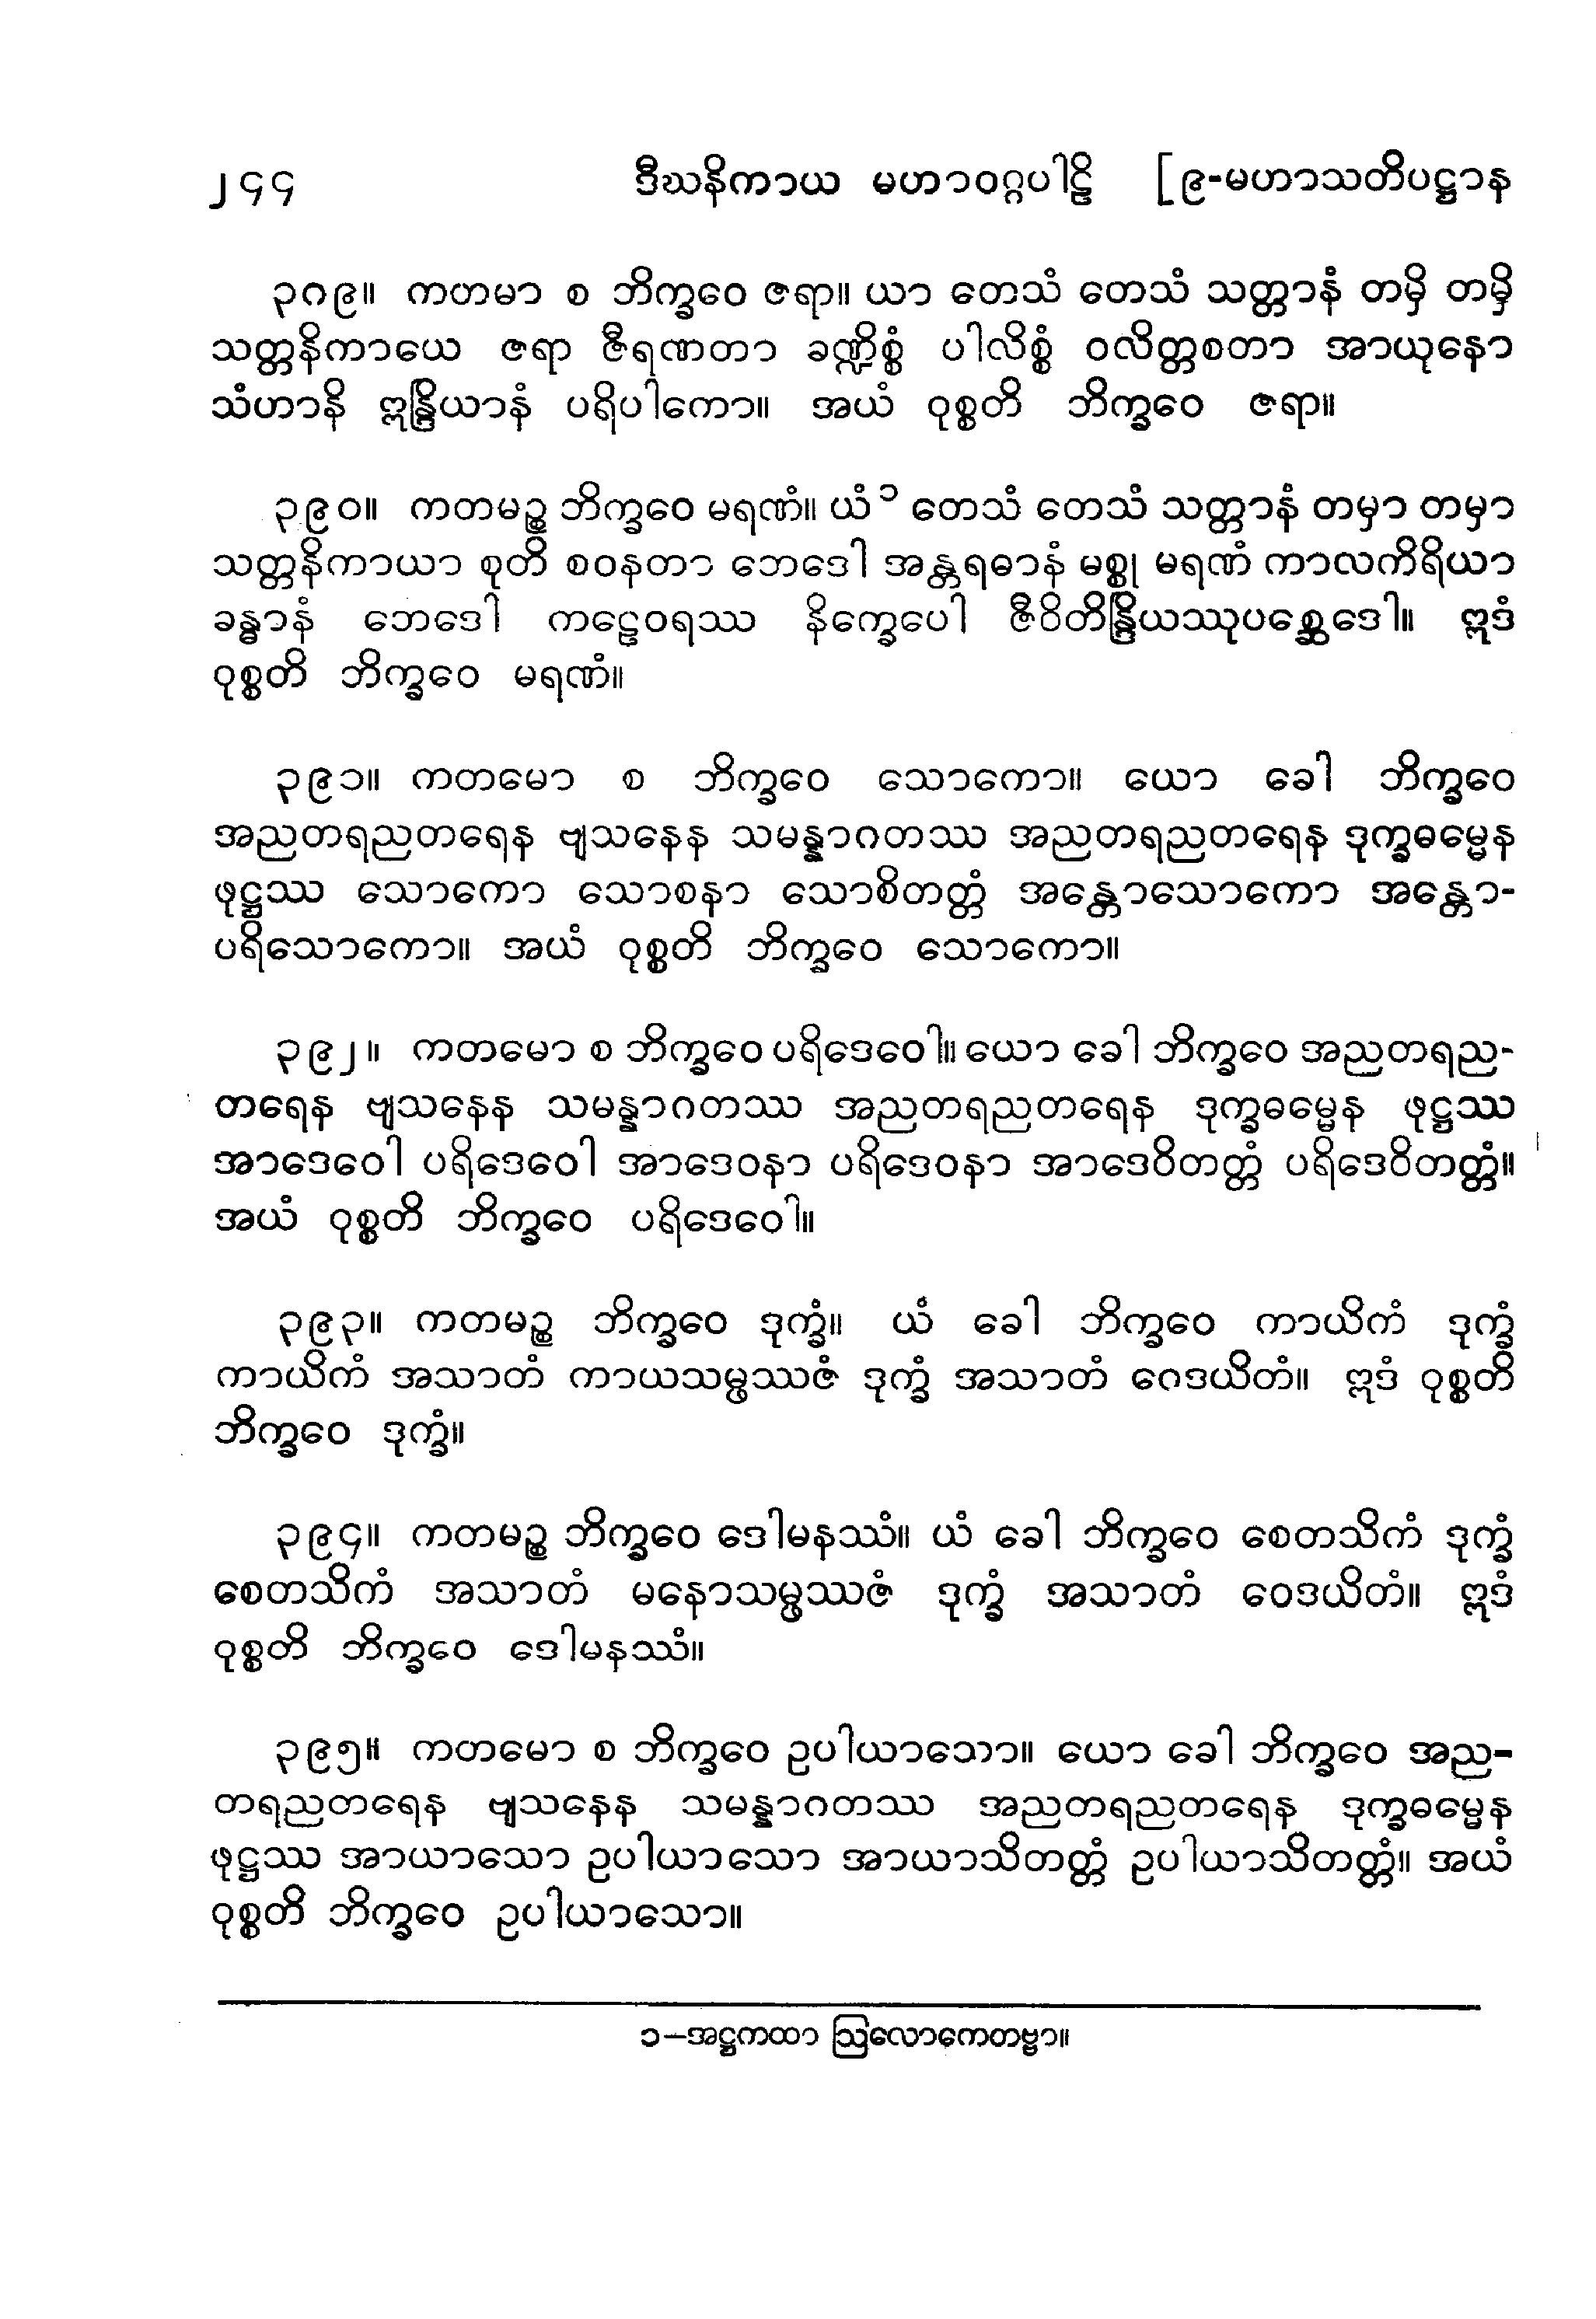 ၂၄၄ ဒီဃနိကာယ မဟာဝဂ္ဂပါဠိ [၉-မဟာသတိပဋ္ဌာန
၃၈၉။ ကတမာ စ ဘိက္ခဝေ ဇရာ။ ယာ တေသံ တေသံ သတ္တာနံ တမှိ တမှိ
သတ္တနိကာယေ ဇရာ ဇီရဏတာ ခဏ္ဍိစ္စံ ပါလိစ္စံ ဝလိတ္တစတာ အာယုနော
သံဟာနိ ဣန္ဒြိယာနံ ပရိပါကော။ အယံ ဝုစ္စတိ ဘိက္ခဝေ ဇရာ။
၃၉၀။ ကတမဉ္စ ဘိက္ခဝေ မရဏံ။ ယံ ၁ တေသံ တေသံ သတ္တာနံ တမှာ တမှာ
သတ္တနိကာယာ စုတိ စဝနတာ ဘေဒေါ အန္တရဓာနံ မစ္စု မရဏံ ကာလကိရိယာ
ခန္ဓာနံ ဘေဒေါ ကဠေဝရဿ နိက္ခေပေါ ဇီဝိတိန္ဒြိယဿုပစ္ဆေဒေါ။ ဣဒံ
ဝုစ္စတိ ဘိက္ခဝေ မရဏံ။
၃၉၁။ ကတမော စ ဘိက္ခဝေ သောကော။ ယော ခေါ ဘိက္ခဝေ
အညတရညတရေန ဗျသနေန သမန္နာဂတဿ အညတရညတရေန ဒုက္ခဓမ္မေန
ဖုဋ္ဌဿ သောကော သောစနာ သောစိတတ္တံ အန္တောသောကော အန္တော-
ပရိသောကော။ အယံ ဝုစ္စတိ ဘိက္ခဝေ သောကော။
၃၉၂။ ကတမော စ ဘိက္ခဝေ ပရိဒေဝေါ။ ယော ခေါ ဘိက္ခဝေ အညတရည-
တရေန ဗျသနေန သမန္နာဂတဿ အညတရညတရေန ဒုက္ခဓမ္မေန ဖုဋ္ဌဿ
အာဒေဝေါ ပရိဒေဝေါ အာဒေဝနာ ပရိဒေဝနာ အာဒေဝိတတ္တံ ပရိဒေဝိတတ္တံ။
အယံ ဝုစ္စတိ ဘိက္ခဝေ ပရိဒေဝေါ။
၃၉၃။ ကတမဉ္စ ဘိက္ခဝေ ဒုက္ခံ။ ယံ ခေါ ဘိက္ခဝေ ကာယိကံ ဒုက္ခံ
ကာယိကံ အသာတံ ကာယသမ္ဖဿဇံ ဒုက္ခံ အသာတံ ဝေဒယိတံ။ ဣဒံ ဝုစ္စတိ
ဘိက္ခဝေ ဒုက္ခံ။
၃၉၄။ ကတမဉ္စ ဘိက္ခဝေ ဒေါမနဿံ။ ယံ ခေါ ဘိက္ခဝေ စေတသိကံ ဒုက္ခံ
စေတသိကံ အသာတံ မနောသမ္ဖဿဇံ ဒုက္ခံ အသာတံ ဝေဒယိတံ။ ဣဒံ
ဝုစ္စတိ ဘိက္ခဝေ ဒေါမနဿံ။
၃၉၅။ ကတမော စ ဘိက္ခဝေ ဥပါယာသော။ ယော ခေါ ဘိက္ခဝေ အည-
တရညတရေန ဗျသနေန သမန္နာဂတဿ အညတရညတရေန ဒုက္ခဓမ္မေန
ဖုဋ္ဌဿ အာယာသော ဥပါယာသော အာယာသိတတ္တံ ဥပါယာသိတတ္တံ။ အယံ
ဝုစ္စတိ ဘိက္ခဝေ ဥပါယာသော။
၁–အဋ္ဌကထာ ဩလောကေတဗ္ဗာ။